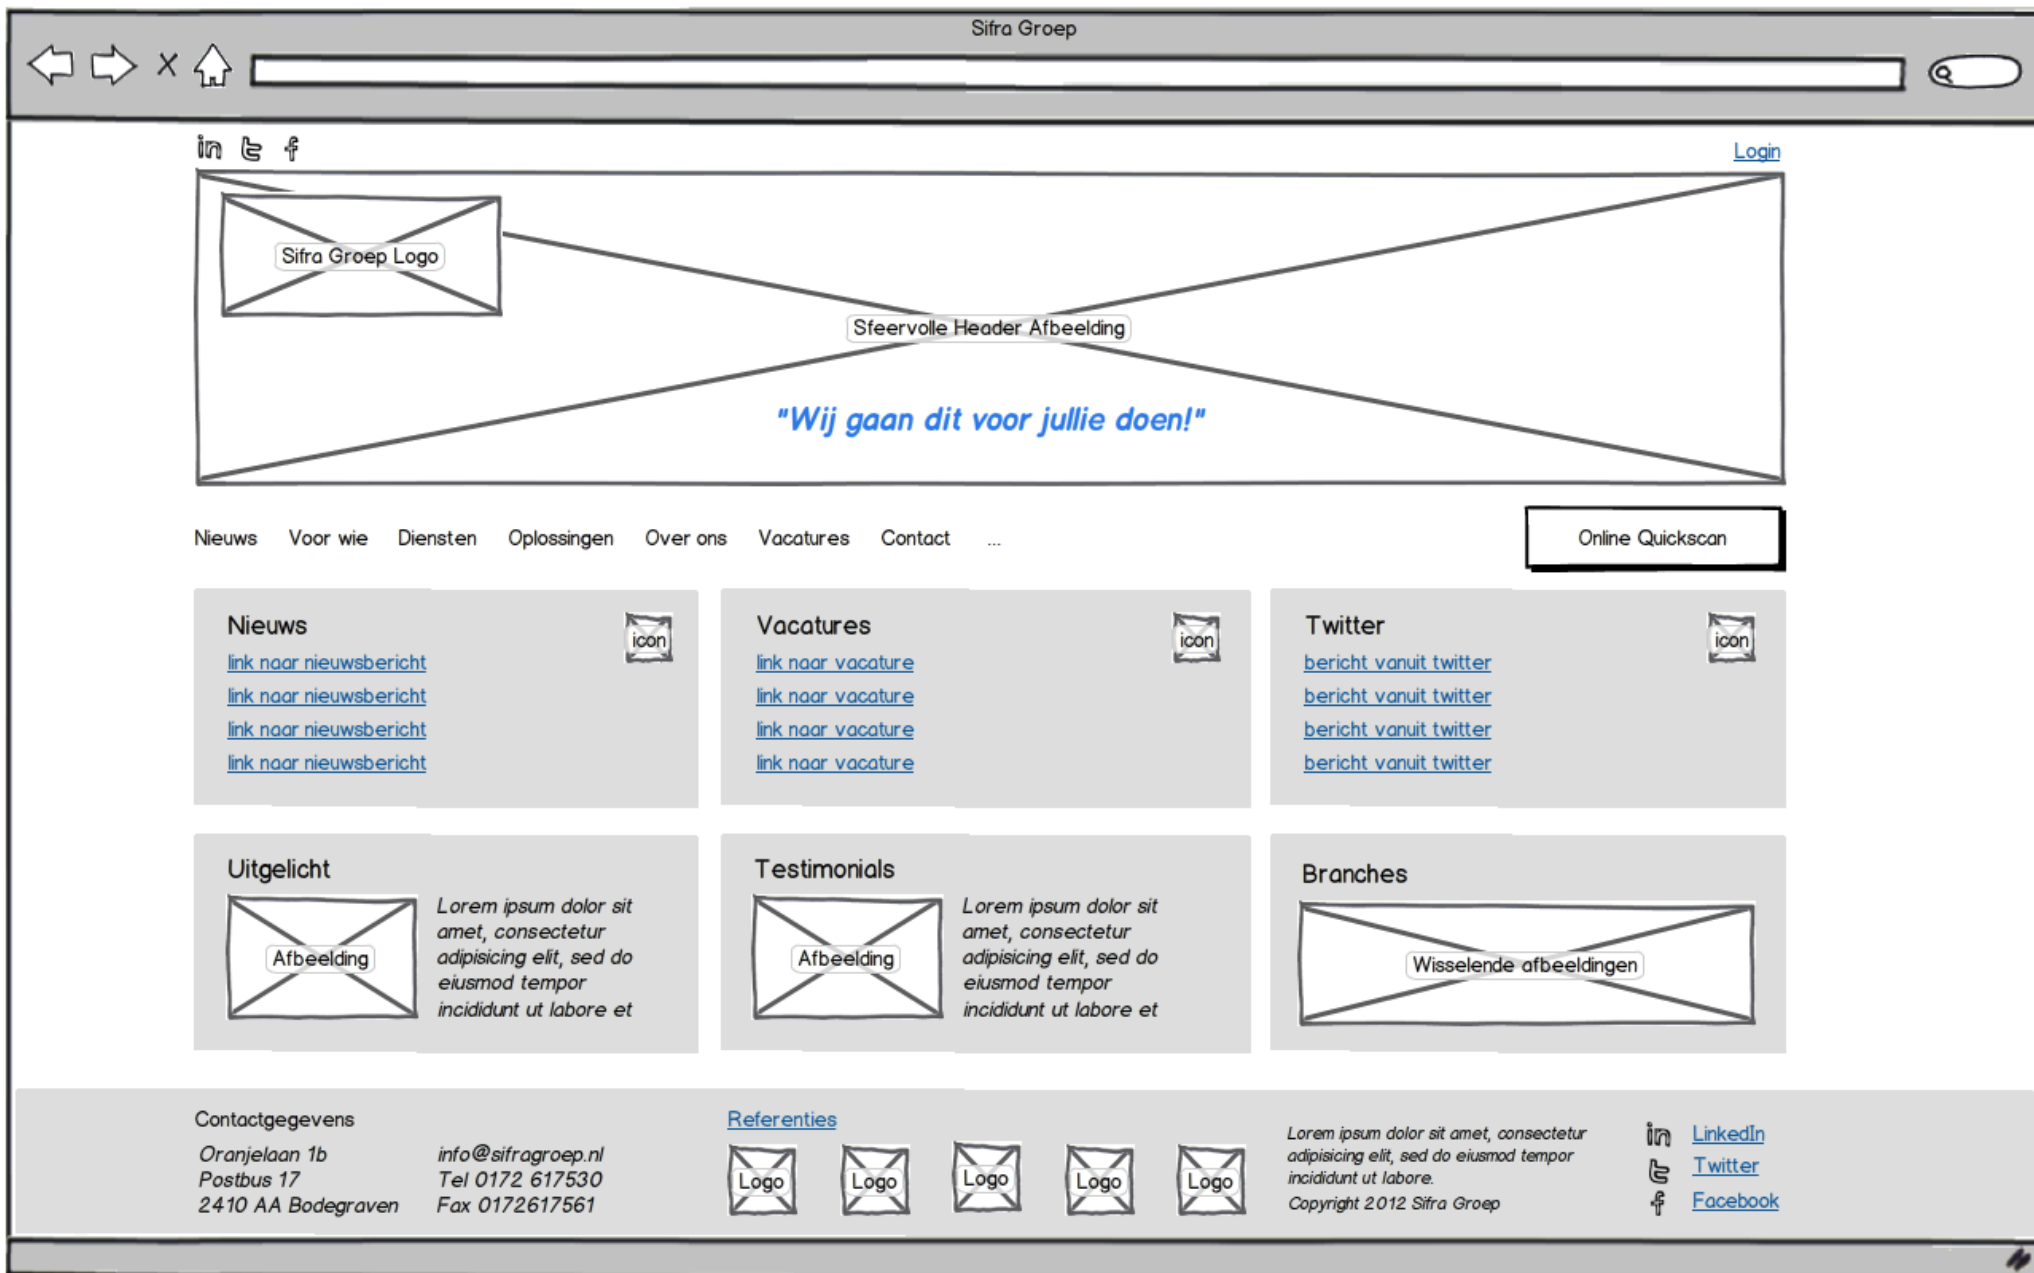 Sifra Groep
Login
Sifra Groep Logo
Sfeervolle Header Afbeelding
"Wij gaan dit voor jullie doen!"
Nieuws Voor wie Diensten Oplossingen Over ons Vacatures Contact ...
Online Quickscan
Nieuws
icon
link naar nieuwsbericht
link naar nieuwsbericht
link naar nieuwsbericht
link naar nieuwsbericht
Vacatures
icon
link naar vacature
link naar vacature
link naar vacature
link naar vacature
Twitter
icon
bericht vanuit twitter
bericht vanuit twitter
bericht vanuit twitter
bericht vanuit twitter
Uitgelicht
Afbeelding
Lorem ipsum dolor sit
amet, consectetur
adipisicing elit, sed do
eiusmod tempor
incididunt ut labore et
Testimonials
Afbeelding
Lorem ipsum dolor sit
amet, consectetur
adipisicing elit, sed do
eiusmod tempor
incididunt ut labore et
Branches
Wisselende afbeeldingen
Contactgegevens
Oranjelaan 1b
Postbus 17
2410 AA Bodegraven
info@sifragroep.nl
Tel 0172 617530
Fax 0172617561
Referenties
Logo Logo Logo Logo Logo
Lorem ipsum dolor sit amet, consectetur
adipisicing elit, sed do eiusmod tempor
incididunt ut labore.
Copyright 2012 Sifra Groep
in LinkedIn
t Twitter
f Facebook